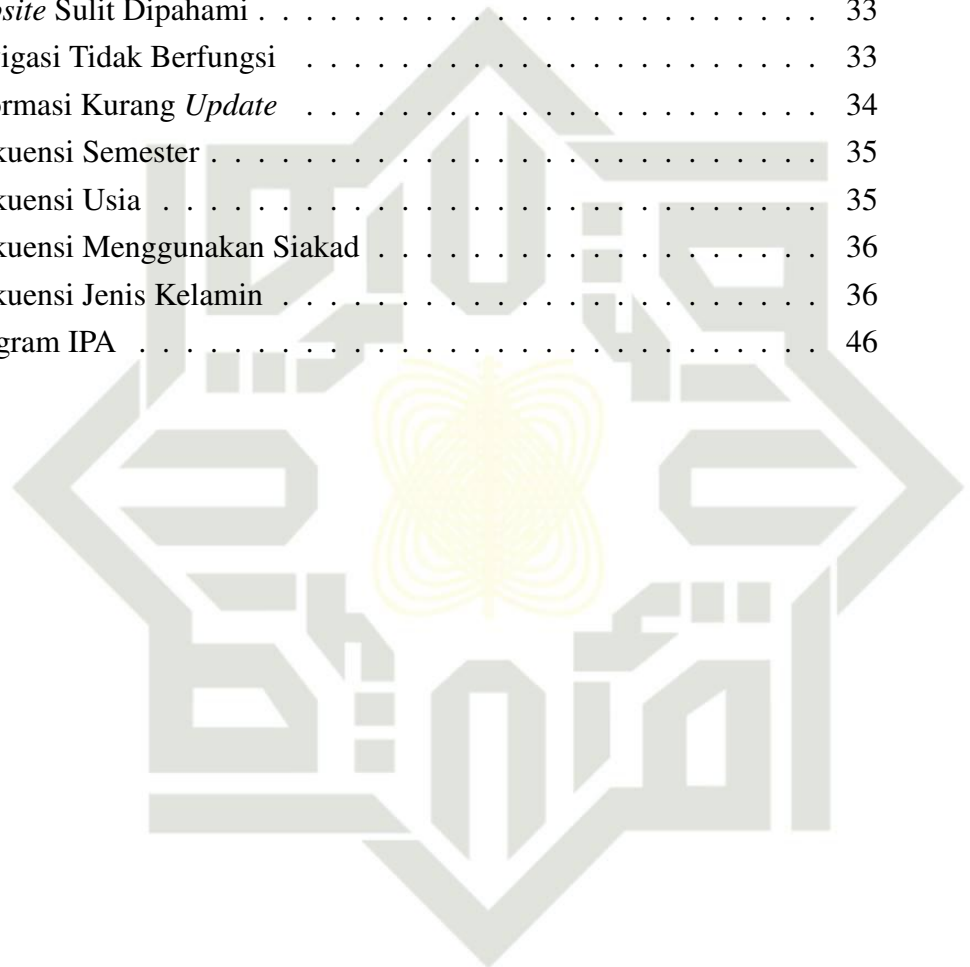 bsite Sulit Dipahami . . . . . . . . . . . . . . . . . . . . . . . . 33
igasi Tidak Berfungsi . . . . . . . . . . . . . . . . . . . . . . 33
ormasi Kurang Update . . . . . . . . . . . . . . . . . . . . . . 34
kuensi Semester . . . . . . . . . . . . . . . . . . . . . . . . . . 35
kuensi Usia . . . . . . . . . . . . . . . . . . . . . . . . . . . . 35
kuensi Menggunakan Siakad . . . . . . . . . . . . . . . . . . . 36
kuensi Jenis Kelamin . . . . . . . . . . . . . . . . . . . . . . . 36
gram IPA . . . . . . . . . . . . . . . . . . . . . . . . . . . . . 46